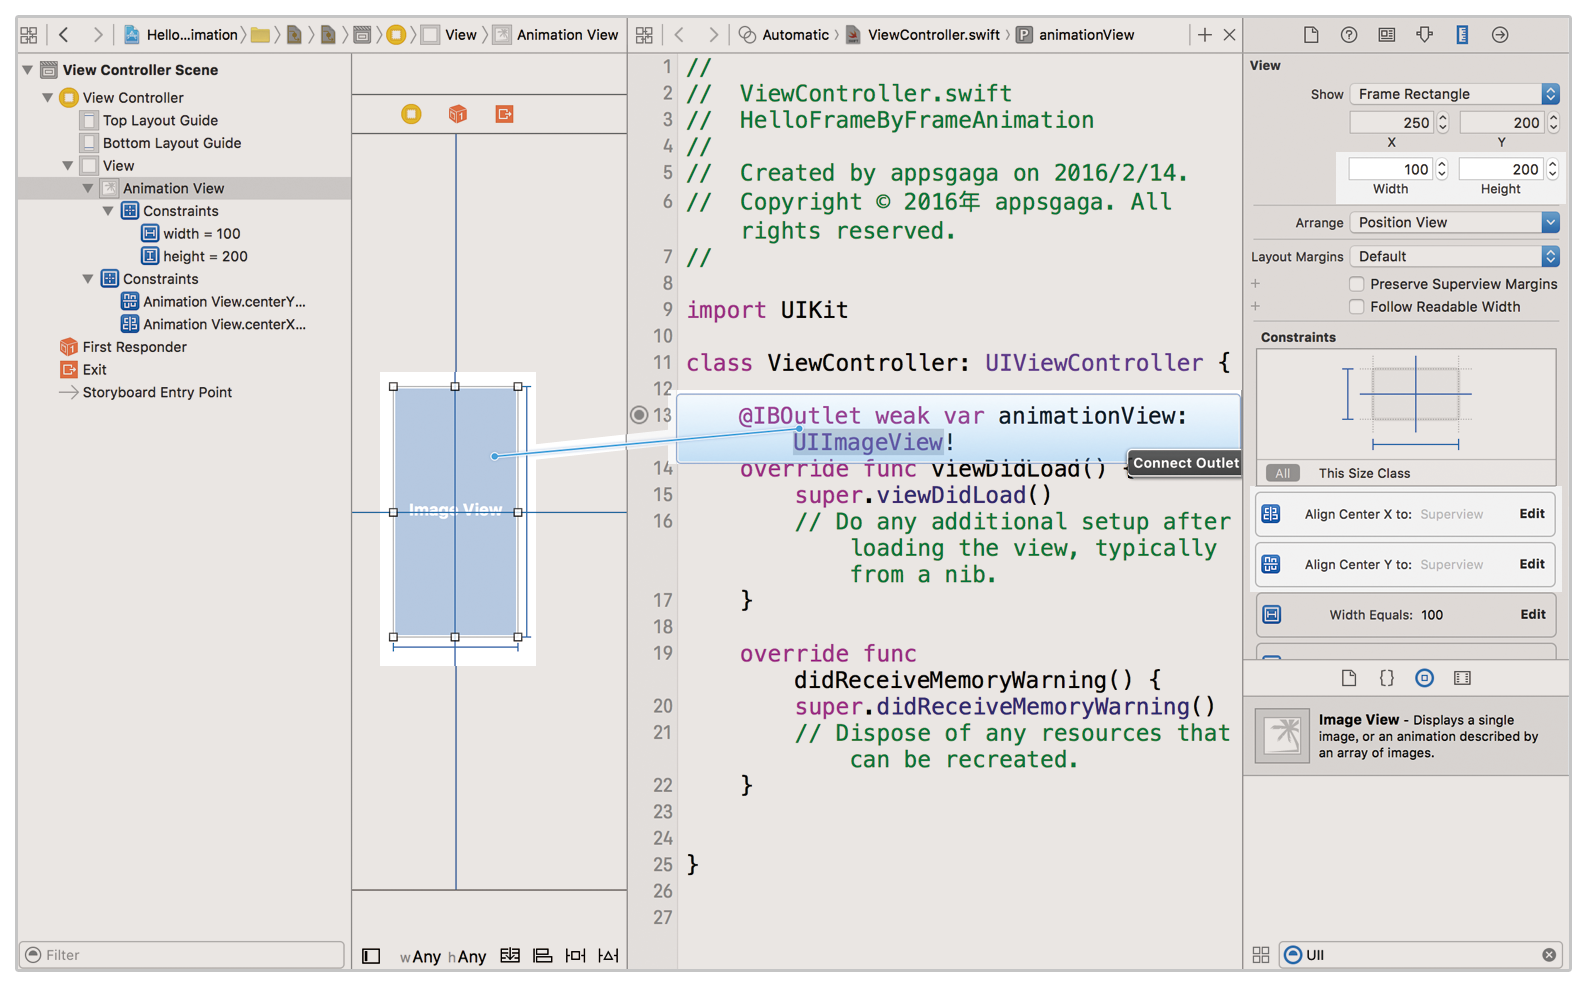 Hello...imation
View
Animation View
Automatic
ViewController.swift
P
animationView
View Controller Scene
View Controller
Top Layout Guide
Bottom Layout Guide
View
Animation View
Constraints
width = 100
height = 200
Constraints
Animation View.centerY...
Animation View.centerX...
First Responder
Exit
Storyboard Entry Point
Filter
Image View
wAny hAny
1 //
2 // ViewController.swift
3 // HelloFrameByFrameAnimation
4 //
5 // Created by appsgaga on 2016/2/14.
6 // Copyright © 2016年 appsgaga. All
rights reserved.
7 //
8
9 import UIKit
10
11 class ViewController: UIViewController {
12
13 @IBOutlet weak var animationView:
UIImageView!
Connect Outlet
14 override func viewDidLoad() {
15 super.viewDidLoad()
16 // Do any additional setup after
loading the view, typically
from a nib.
17 }
18
19 override func
didReceiveMemoryWarning() {
20 super.didReceiveMemoryWarning()
21 // Dispose of any resources that
can be recreated.
22 }
23
24
25 }
26
27
View
Show Frame Rectangle
250 200
X Y
100 200
Width Height
Arrange Position View
Layout Margins Default
+ Preserve Superview Margins
+ Follow Readable Width
Constraints
All This Size Class
Align Center X to: Superview Edit
Align Center Y to: Superview Edit
Width Equals: 100 Edit
{}
Image View - Displays a single
image, or an animation described by
an array of images.
UII